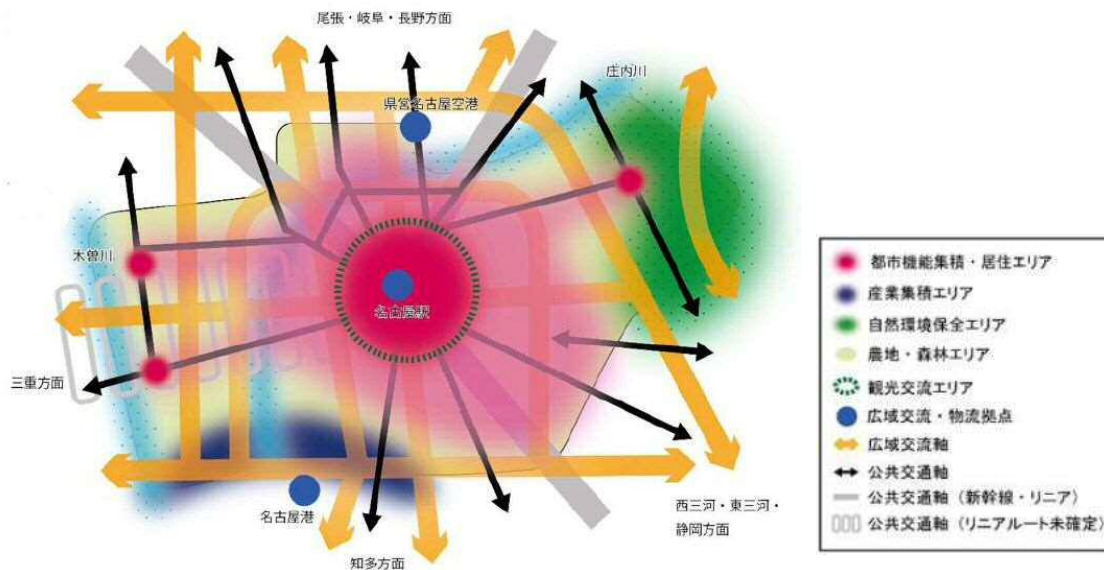 尾張・岐阜・長野方面
庄内川
県営名古屋空港
木曽川
名古屋駅
三重方面
名古屋港
知多方面
西三河・東三河・
静岡方面
都市機能集積・居住エリア
産業集積エリア
自然環境保全エリア
農地・森林エリア
観光交流エリア
広域交流・物流拠点
広域交流軸
公共交通軸
公共交通軸（新幹線・リニア）
公共交通軸（リニアルート未確定）